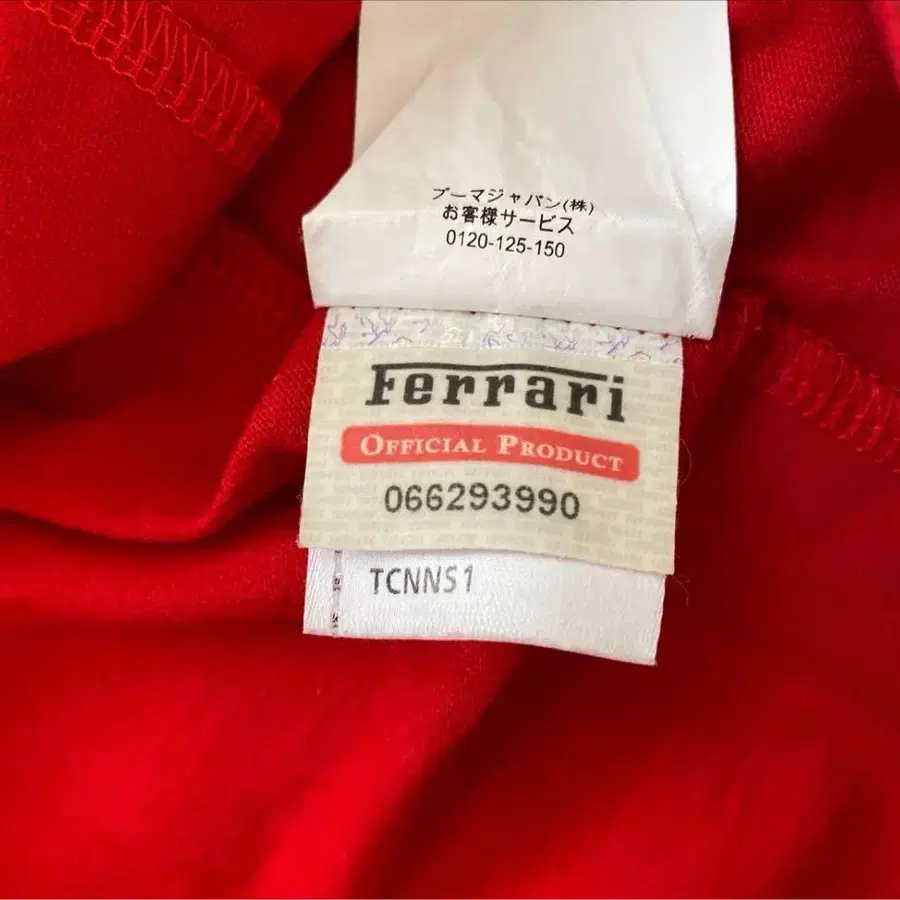 プーマジャパン(株)
お客様サービス
0120-125-150
Ferrari
OFFICIAL PRODUCT
066293990
TCNNS1